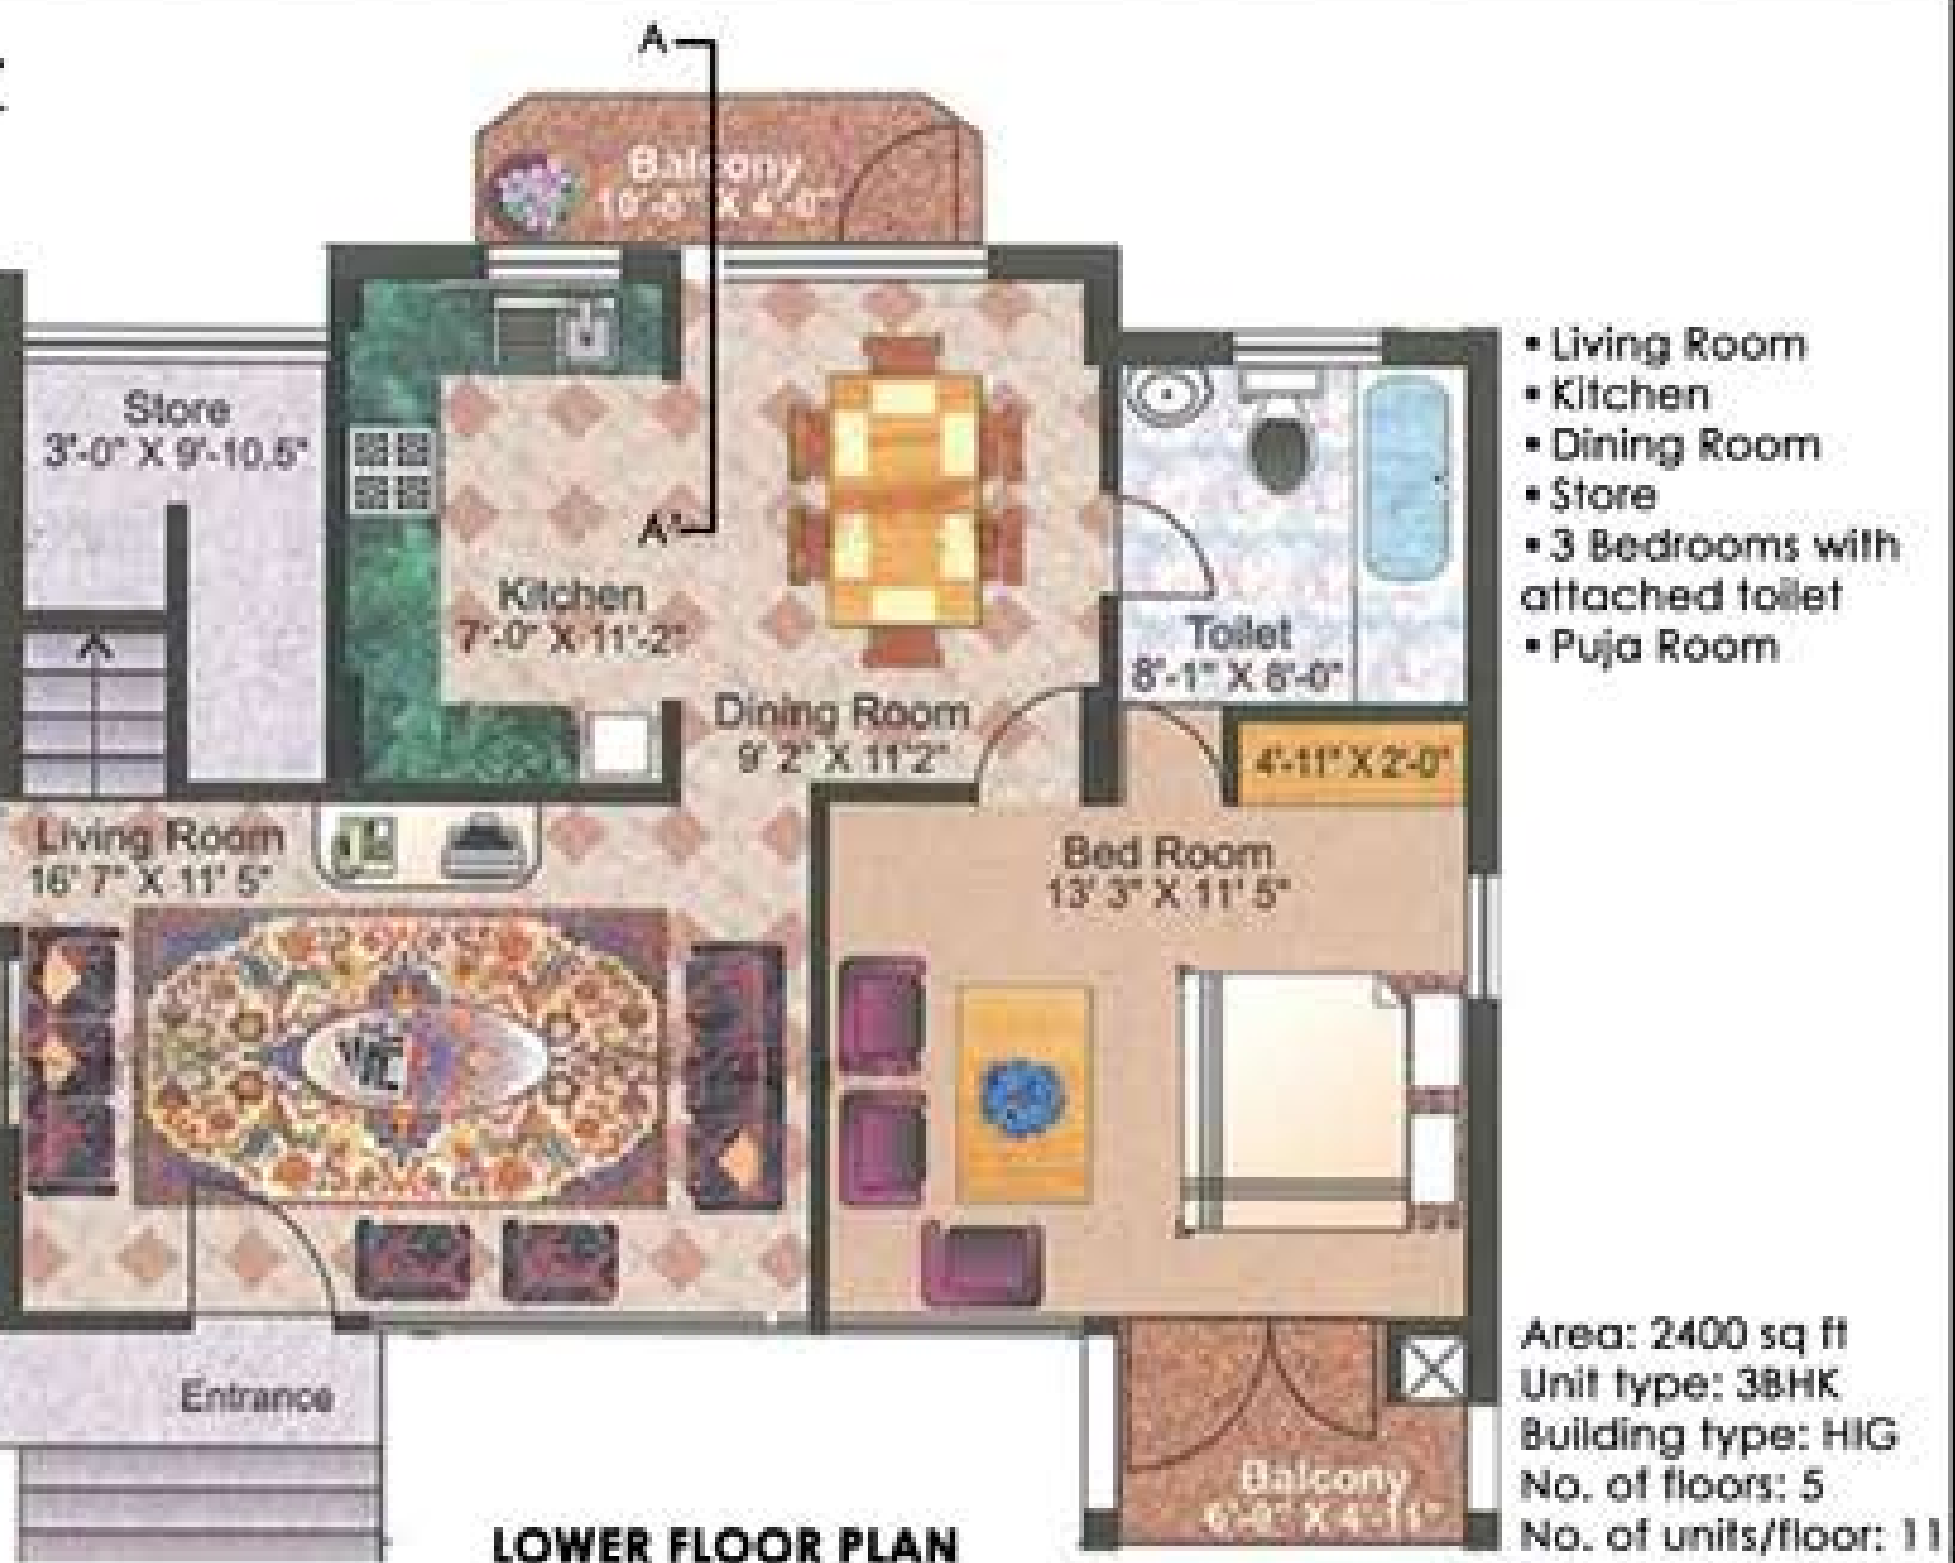 A
Balcony
10'-6" X 4'-0"
Store
3'-0" X 9'-10.5"
A'
Kitchen
7'-0" X 11'-2"
Toilet
8'-1" X 8'-0"
Dining Room
9' 2" X 11'2"
4'-11" X 2'-0"
Living Room
16' 7" X 11' 5"
Bed Room
13' 3" X 11' 5"
Entrance
Balcony
X 4'-11"
LOWER FLOOR PLAN
• Living Room
• Kitchen
• Dining Room
• Store
• 3 Bedrooms with
attached toilet
• Puja Room
Area: 2400 sq ft
Unit type: 3BHK
Building type: HIG
No. of floors: 5
No. of units/floor: 11